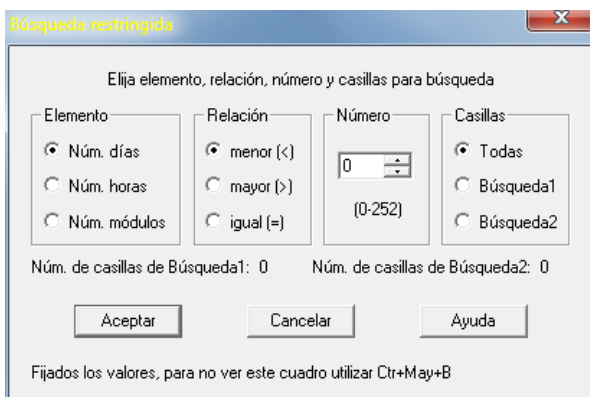 Búsqueda restringida
Elija elemento, relación, número y casillas para búsqueda
Elemento
Núm. días
Núm. horas
Núm. módulos
Relación
menor (<)
mayor (>)
igual (=)
Número
0
(0-252)
Casillas
Todas
Búsqueda1
Búsqueda2
Núm. de casillas de Búsqueda1: 0
Núm. de casillas de Búsqueda2: 0
Aceptar
Cancelar
Ayuda
Fijados los valores, para no ver este cuadro utilizar Ctr+May+B